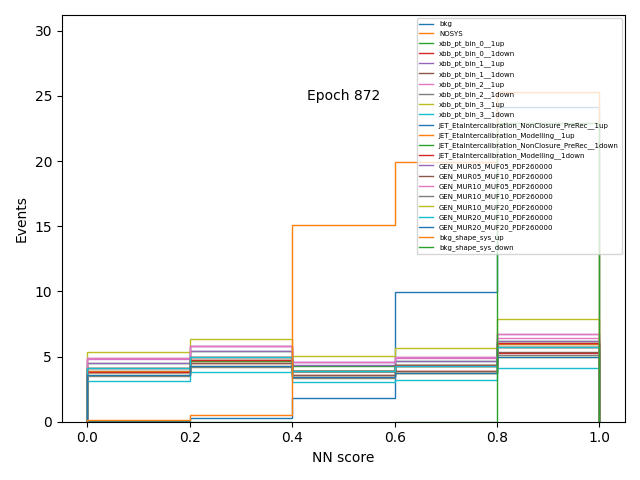 bkg
NOSYS
xbb_pt_bin_0__1up
xbb_pt_bin_0__1down
xbb_pt_bin_1__1up
xbb_pt_bin_1__1down
xbb_pt_bin_2__1up
xbb_pt_bin_2__1down
xbb_pt_bin_3__1up
xbb_pt_bin_3__1down
JET_EtaIntercalibration_NonClosure_PreRec__1up
JET_EtaIntercalibration_Modelling__1up
JET_EtaIntercalibration_NonClosure_PreRec__1down
JET_EtaIntercalibration_Modelling__1down
GEN_MUR05_MUF05_PDF260000
GEN_MUR05_MUF10_PDF260000
GEN_MUR10_MUF05_PDF260000
GEN_MUR10_MUF10_PDF260000
GEN_MUR10_MUF20_PDF260000
GEN_MUR20_MUF10_PDF260000
GEN_MUR20_MUF20_PDF260000
bkg_shape_sys_up
bkg_shape_sys_down
Epoch 872
Events
30
25
20
15
10
5
0
0.0 0.2 0.4 0.6 0.8 1.0
NN score